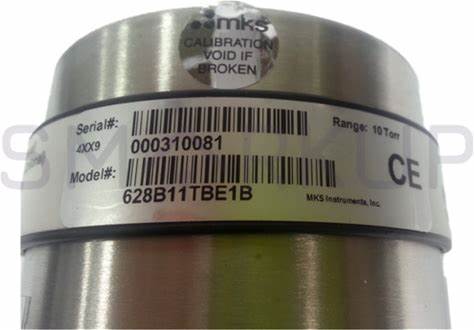 mks
CALIBRATION
VOID IF
BROKEN
Serial#:
4XX9
000310081
Range: 10 Torr
Model#:
628B11TBE1B
MKS Instruments, Inc.
CE